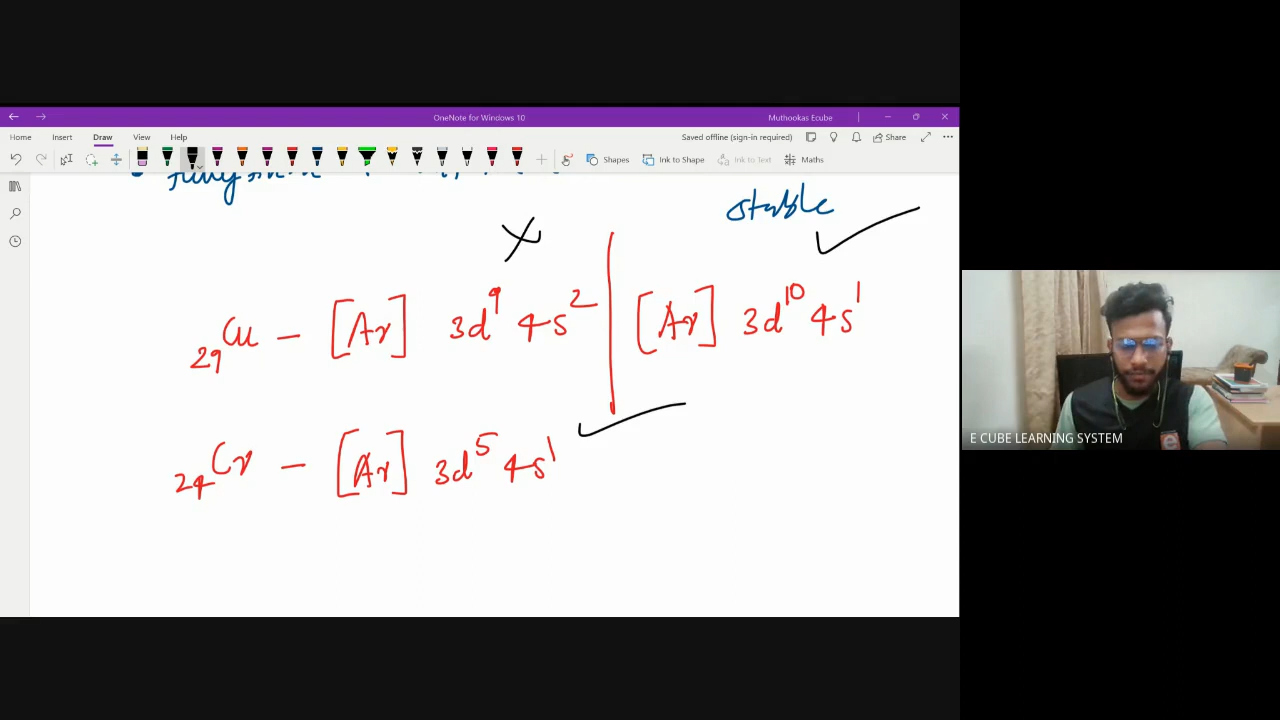 OneNote for Windows 10
Muthookas Ecube
Home Insert Draw View Help
Saved offline (sign-in required)
Share
Shapes
Ink to Shape
Ink to Text
Maths
stable
₂₉Cu – [Ar] 3d⁹ 4s² | [Ar] 3d¹⁰ 4s¹
₂₄Cr – [Ar] 3d⁵ 4s¹
E CUBE LEARNING SYSTEM